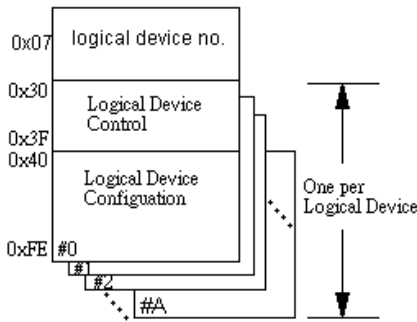 0x07
logical device no.
0x30
Logical Device
Control
0x3F
0x40
Logical Device
Configuation
One per
Logical Device
0xFE
#0
#2
#A